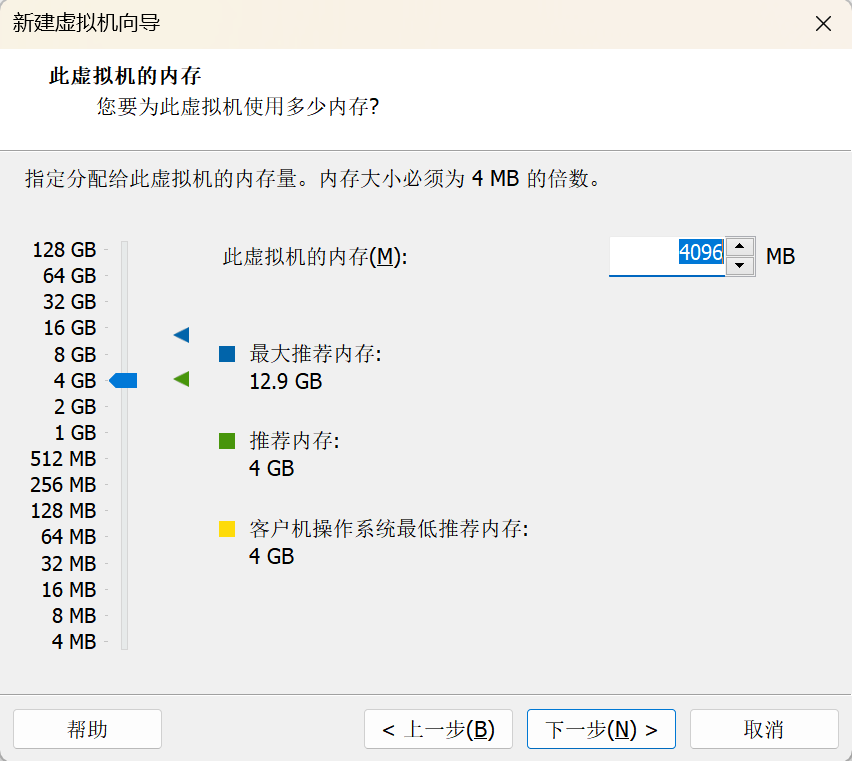 新建虚拟机向导
此虚拟机的内存
您要为此虚拟机使用多少内存?
指定分配给此虚拟机的内存量。内存大小必须为 4 MB 的倍数。
128 GB
64 GB
32 GB
16 GB
8 GB
4 GB
2 GB
1 GB
512 MB
256 MB
128 MB
64 MB
32 MB
16 MB
8 MB
4 MB
此虚拟机的内存(M): 4096 MB
最大推荐内存:
12.9 GB
推荐内存:
4 GB
客户机操作系统最低推荐内存:
4 GB
帮助 < 上一步(B) 下一步(N) > 取消